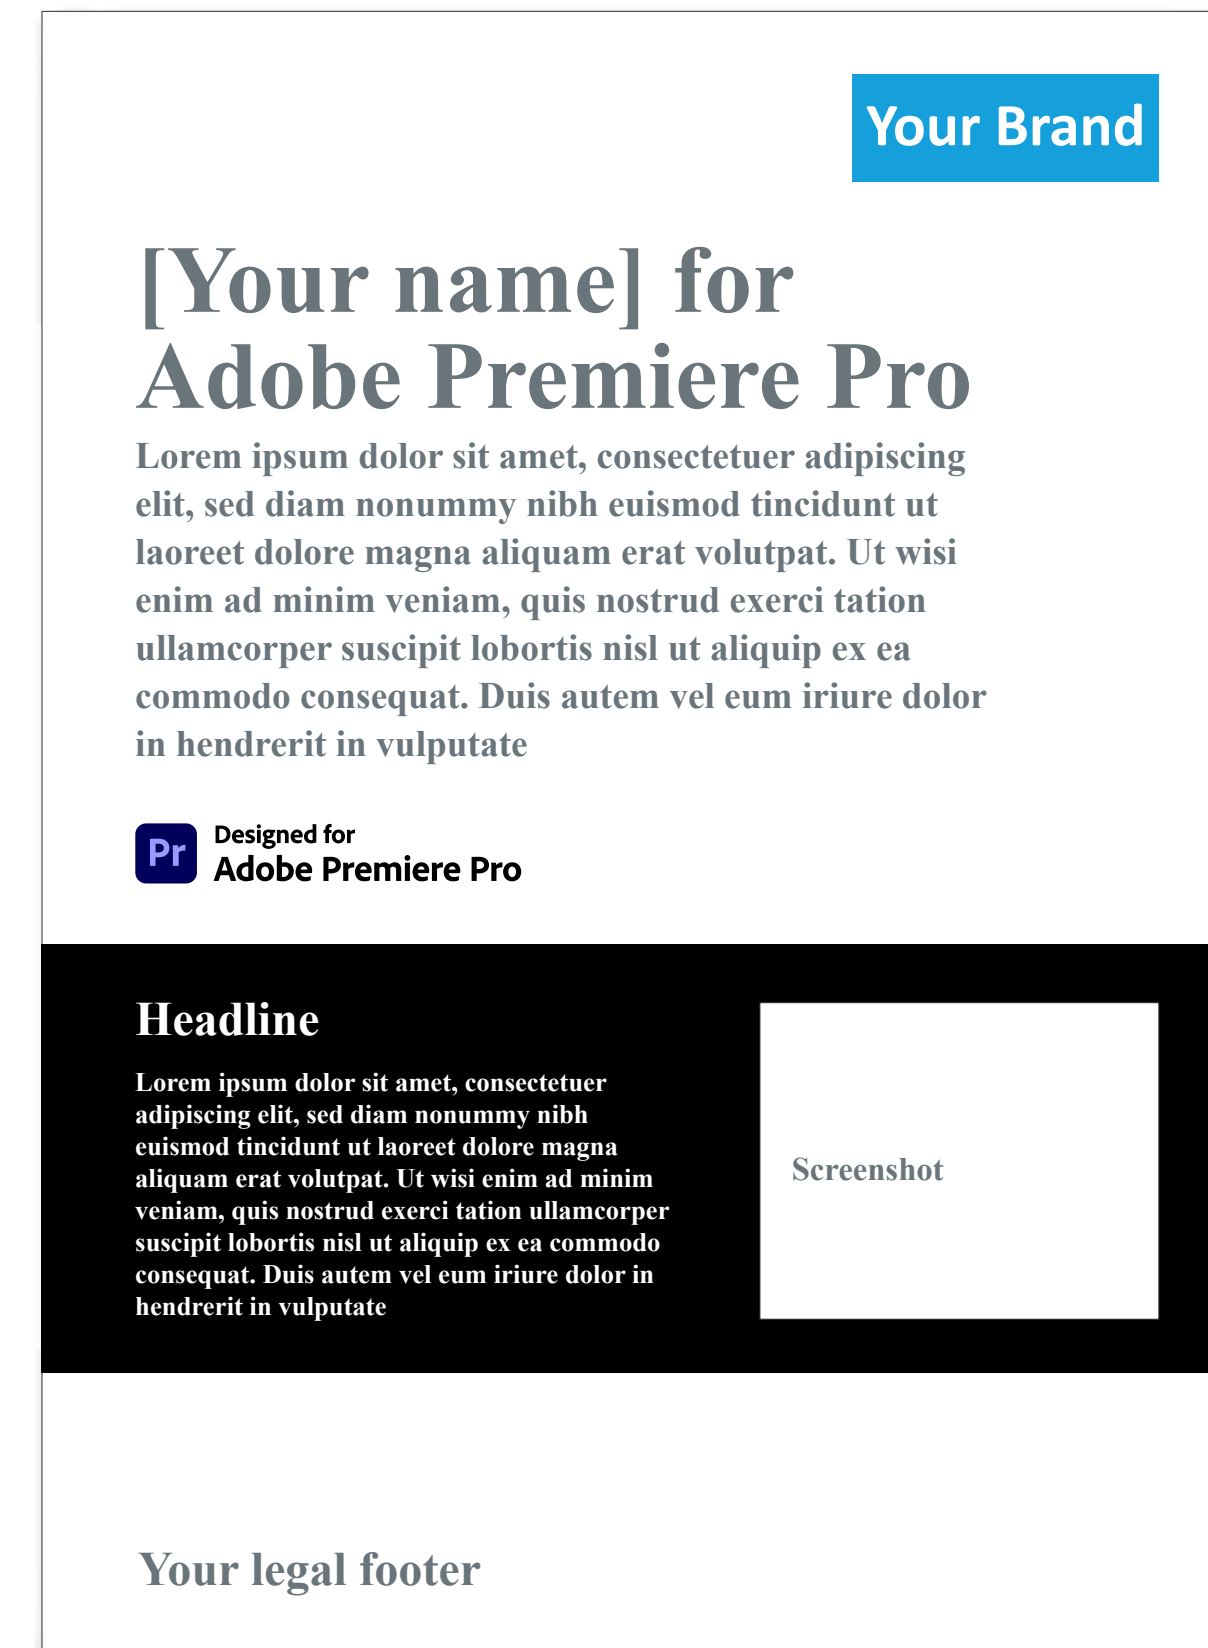 Your Brand
[Your name] for
Adobe Premiere Pro
Lorem ipsum dolor sit amet, consectetuer adipiscing
elit, sed diam nonummy nibh euismod tincidunt ut
laoreet dolore magna aliquam erat volutpat. Ut wisi
enim ad minim veniam, quis nostrud exerci tation
ullamcorper suscipit lobortis nisl ut aliquip ex ea
commodo consequat. Duis autem vel eum iriure dolor
in hendrerit in vulputate
Pr
Designed for
Adobe Premiere Pro
Headline
Lorem ipsum dolor sit amet, consectetuer
adipiscing elit, sed diam nonummy nibh
euismod tincidunt ut laoreet dolore magna
aliquam erat volutpat. Ut wisi enim ad minim
veniam, quis nostrud exerci tation ullamcorper
suscipit lobortis nisl ut aliquip ex ea commodo
consequat. Duis autem vel eum iriure dolor in
hendrerit in vulputate
Screenshot
Your legal footer